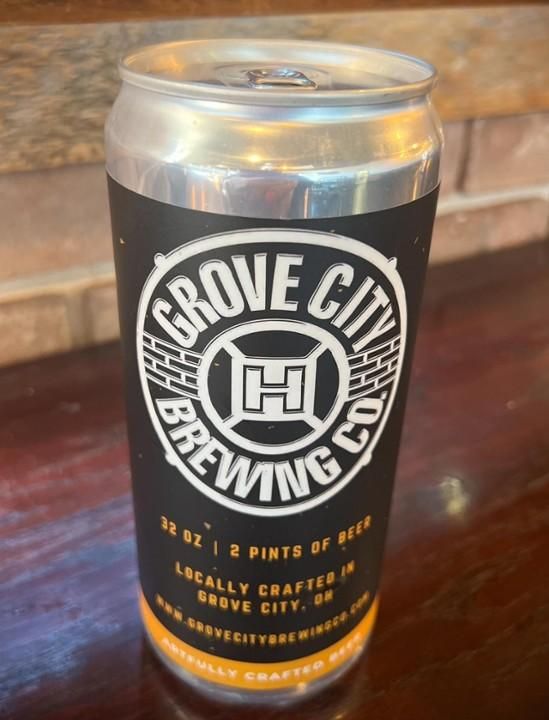 GROVE CITY
H
BREWING CO.
32 OZ | 2 PINTS OF BEER
LOCALLY CRAFTED IN
GROVE CITY, OH
WWW.GROVECITYBREWINGCO.COM
ARTFULLY CRAFTED BEER